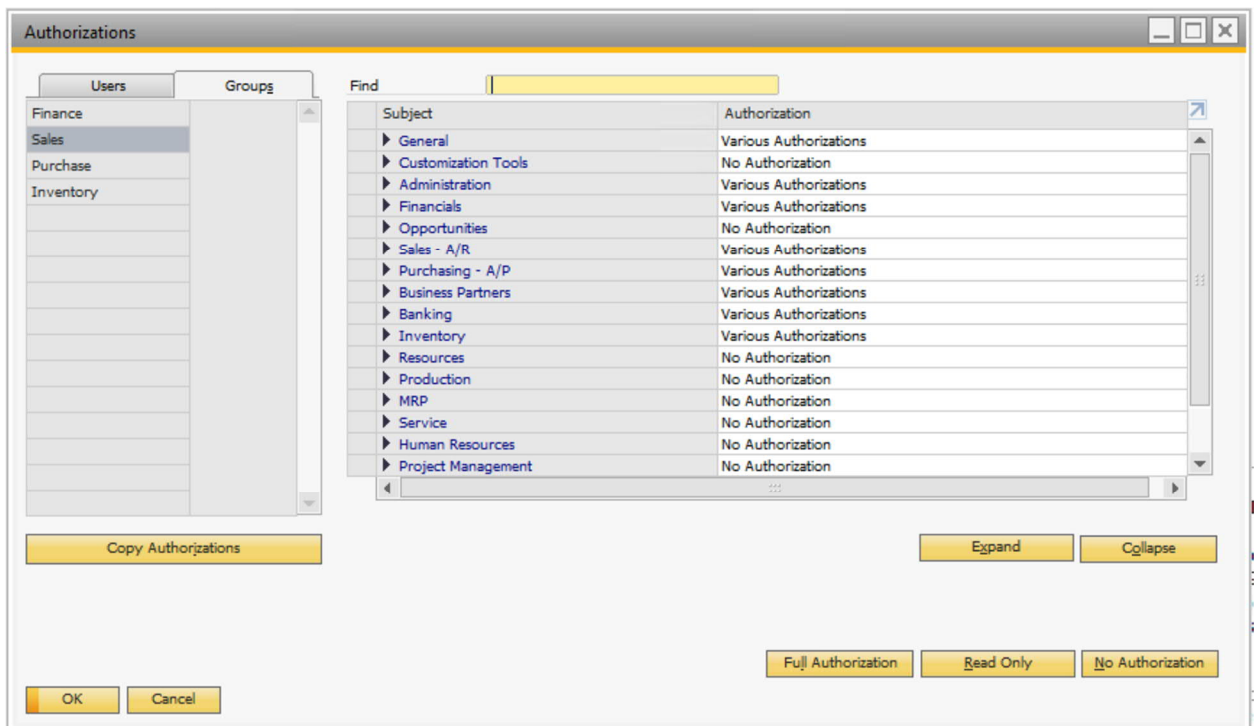 Authorizations
Users Groups Find
Finance
Sales
Purchase
Inventory
Subject Authorization
General Various Authorizations
Customization Tools No Authorization
Administration Various Authorizations
Financials Various Authorizations
Opportunities No Authorization
Sales - A/R Various Authorizations
Purchasing - A/P Various Authorizations
Business Partners Various Authorizations
Banking Various Authorizations
Inventory Various Authorizations
Resources No Authorization
Production No Authorization
MRP No Authorization
Service No Authorization
Human Resources No Authorization
Project Management No Authorization
Copy Authorizations Expand Collapse
Full Authorization Read Only No Authorization
OK Cancel